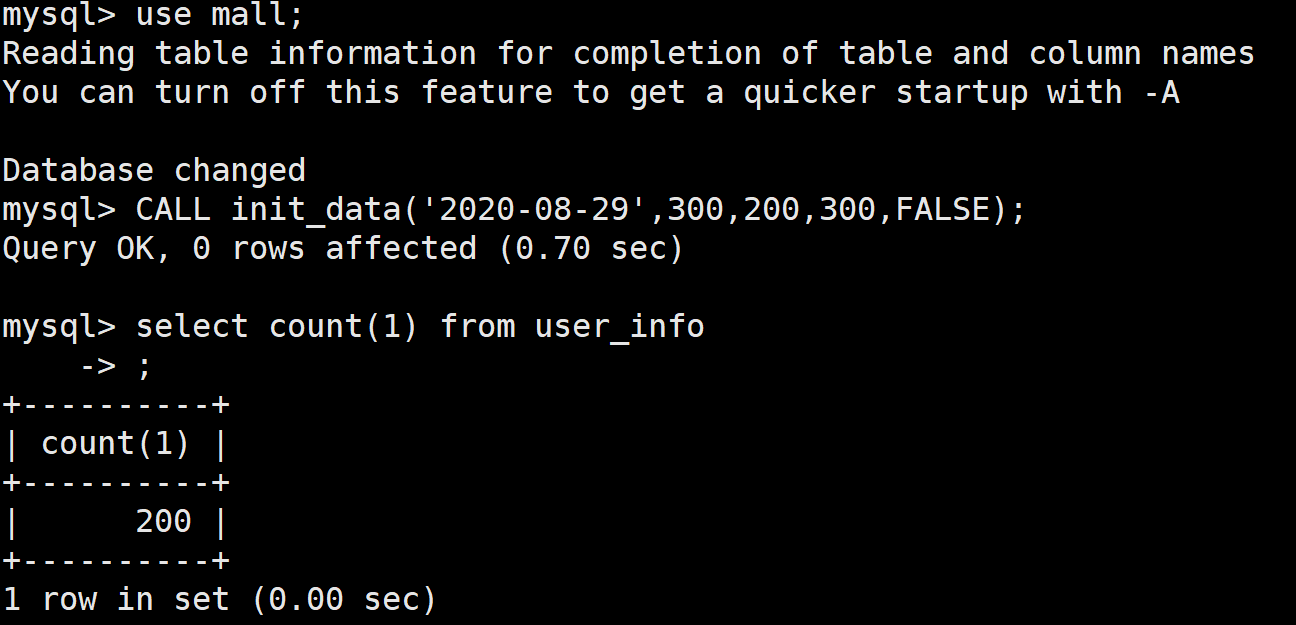 mysql> use mall;
Reading table information for completion of table and column names
You can turn off this feature to get a quicker startup with -A

Database changed
mysql> CALL init_data('2020-08-29',300,200,300,FALSE);
Query OK, 0 rows affected (0.70 sec)

mysql> select count(1) from user_info
    -> ;
+----------+
| count(1) |
+----------+
|      200 |
+----------+
1 row in set (0.00 sec)